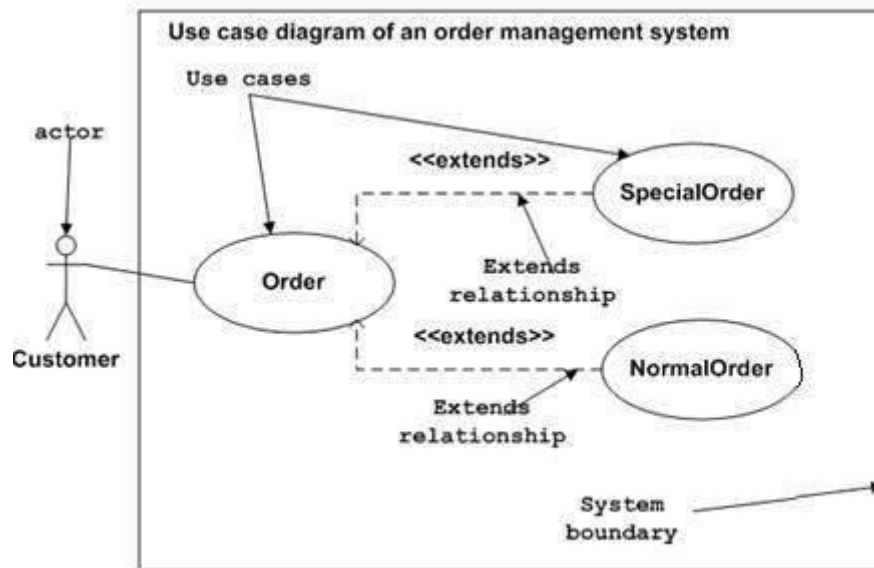 Use case diagram of an order management system
Use cases
actor
<<extends>>
SpecialOrder
Order
Extends
relationship
<<extends>>
Customer
NormalOrder
Extends
relationship
System
boundary